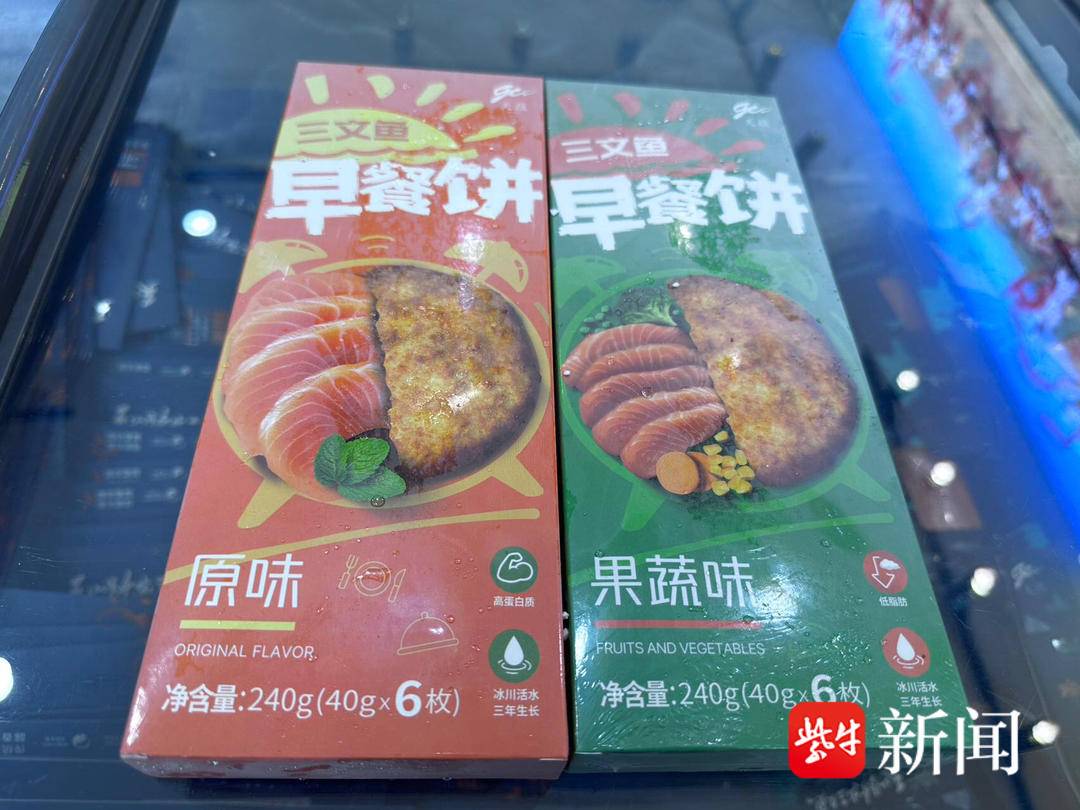 三文鱼
早餐饼
原味
ORIGINAL FLAVOR
高蛋白质
冰川活水
三年生长
净含量:240g(40g×6枚)
三文鱼
早餐饼
果蔬味
FRUITS AND VEGETABLES
低脂肪
冰川活水
三年生长
净含量:240g(40g×6枚)
紫牛新闻